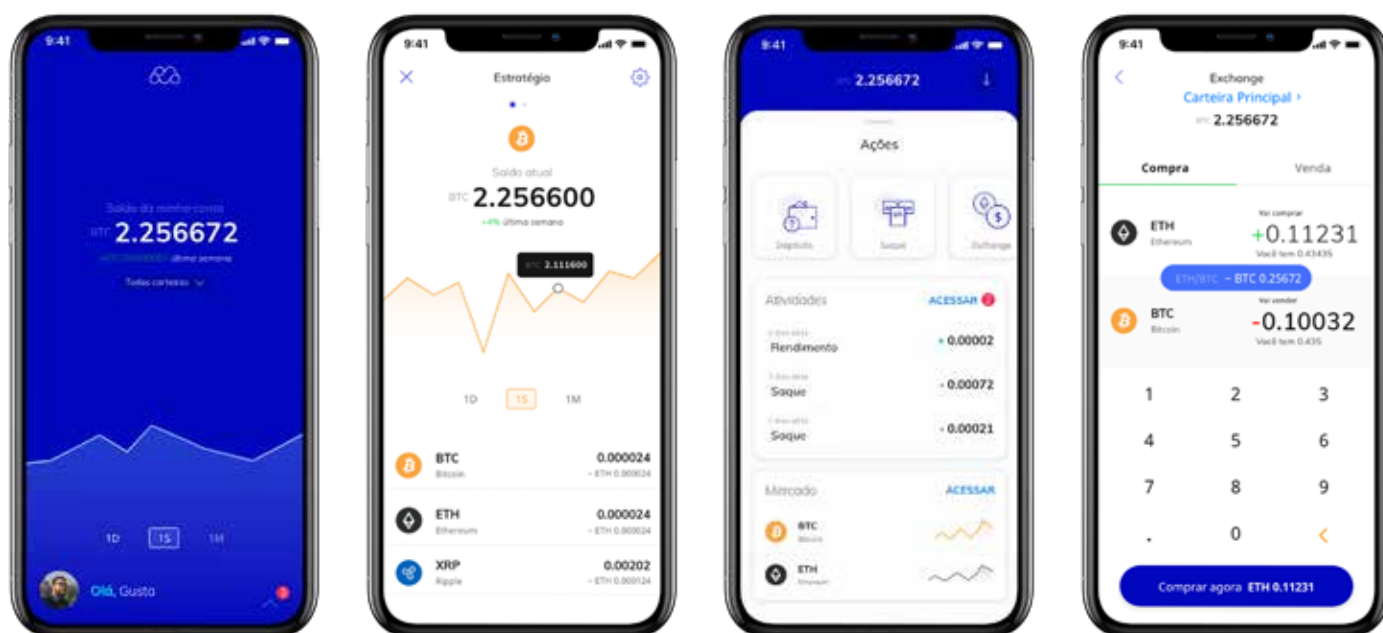 9:41
Saldo da minha conta
BTC 2.256672
última semana
Todas carteiras
1D 1S 1M
Olá, Gusta
9:41
Estratégia
Saldo atual
BTC 2.256600
+4% última semana
BTC 2.111600
1D 1S 1M
BTC 0.000024
Bitcoin ~ ETH 0.000024
ETH 0.000024
Ethereum ~ ETH 0.000024
XRP 0.00202
Ripple ~ ETH 0.000124
9:41
BTC 2.256672
Ações
Depósito Saque Exchange
Atividades ACESSAR 2
Rendimento + 0.00002
Saque - 0.00072
Saque - 0.00021
Mercado ACESSAR
BTC
Bitcoin
ETH
Ethereum
9:41
Exchange
Carteira Principal ›
BTC 2.256672
Compra Venda
Vai comprar
ETH +0.11231
Ethereum Você tem 0.43435
ETH/BTC ~ BTC 0.25672
Vai vender
BTC -0.10032
Bitcoin Você tem 0.435
1 2 3
4 5 6
7 8 9
. 0
Comprar agora ETH 0.11231